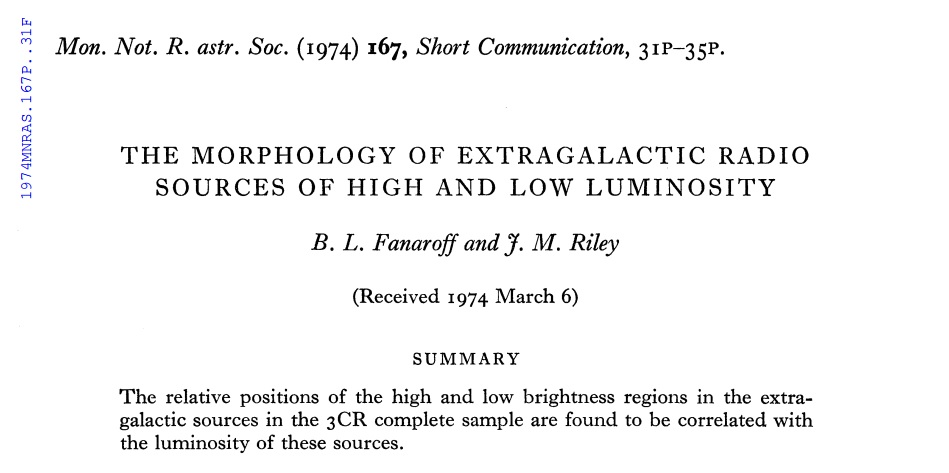 1974MNRAS.167P..31F
Mon. Not. R. astr. Soc. (1974) 167, Short Communication, 31P–35P.
THE MORPHOLOGY OF EXTRAGALACTIC RADIO
SOURCES OF HIGH AND LOW LUMINOSITY
B. L. Fanaroff and J. M. Riley
(Received 1974 March 6)
SUMMARY
The relative positions of the high and low brightness regions in the extra-
galactic sources in the 3CR complete sample are found to be correlated with
the luminosity of these sources.